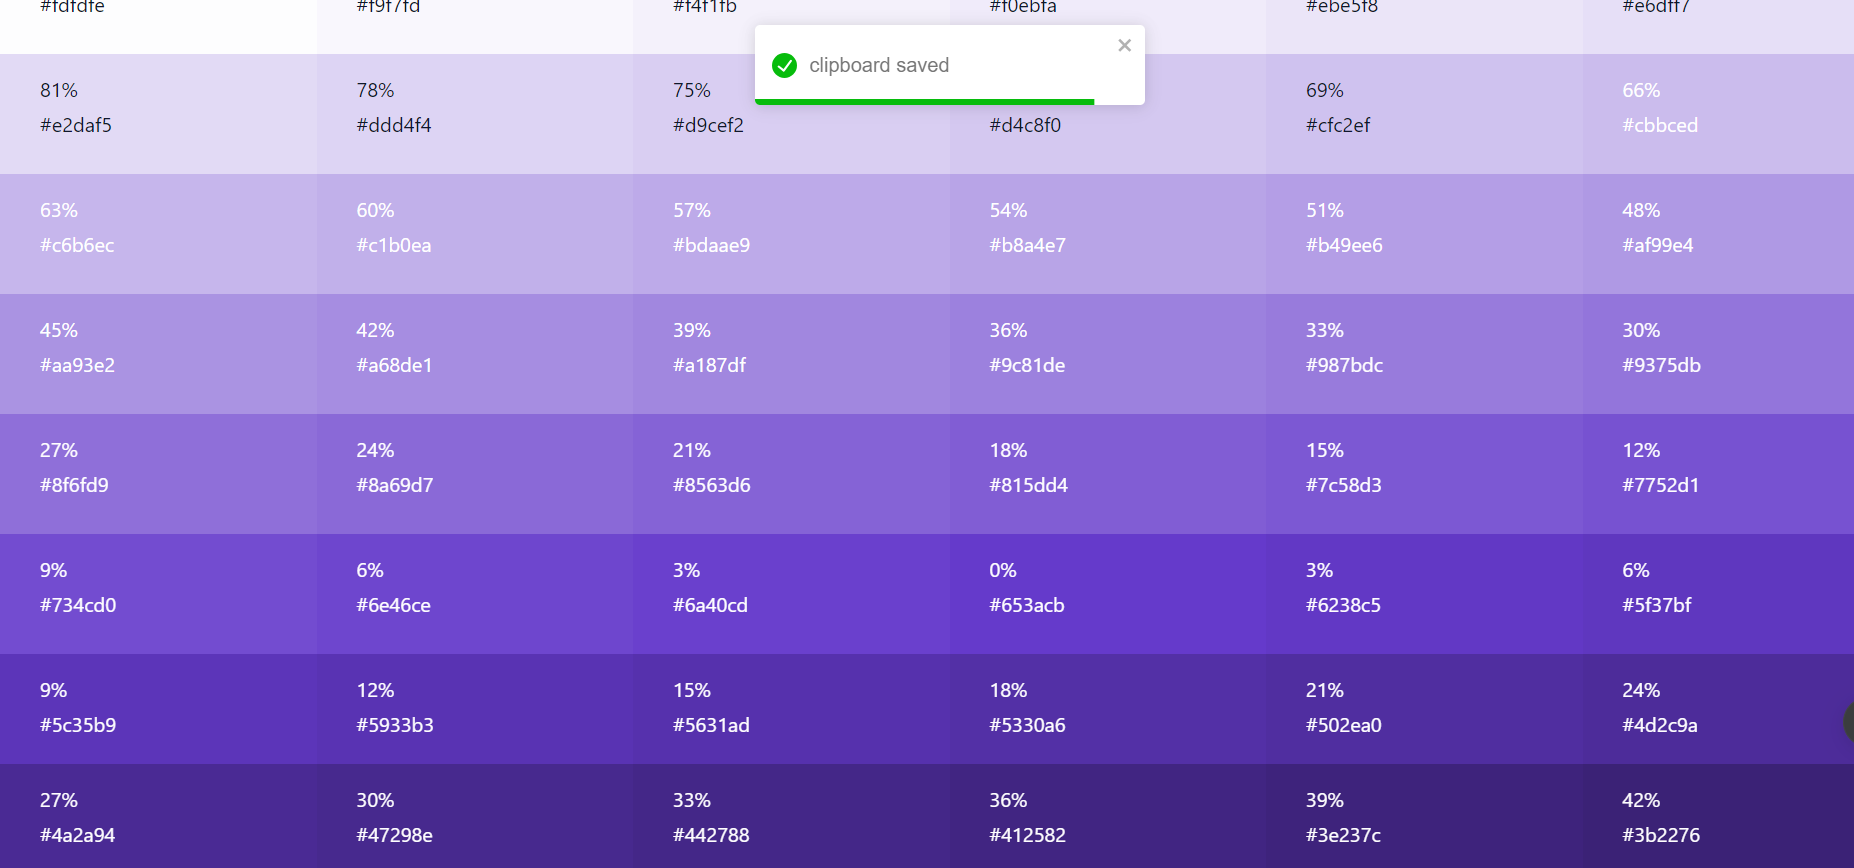 #fdfdfe #f9f7fd #f4f1fb #f0ebfa #ebe5f8 #e6dff7
clipboard saved
81% 78% 75% 69% 66%
#e2daf5 #ddd4f4 #d9cef2 #d4c8f0 #cfc2ef #cbbced
63% 60% 57% 54% 51% 48%
#c6b6ec #c1b0ea #bdaae9 #b8a4e7 #b49ee6 #af99e4
45% 42% 39% 36% 33% 30%
#aa93e2 #a68de1 #a187df #9c81de #987bdc #9375db
27% 24% 21% 18% 15% 12%
#8f6fd9 #8a69d7 #8563d6 #815dd4 #7c58d3 #7752d1
9% 6% 3% 0% 3% 6%
#734cd0 #6e46ce #6a40cd #653acb #6238c5 #5f37bf
9% 12% 15% 18% 21% 24%
#5c35b9 #5933b3 #5631ad #5330a6 #502ea0 #4d2c9a
27% 30% 33% 36% 39% 42%
#4a2a94 #47298e #442788 #412582 #3e237c #3b2276